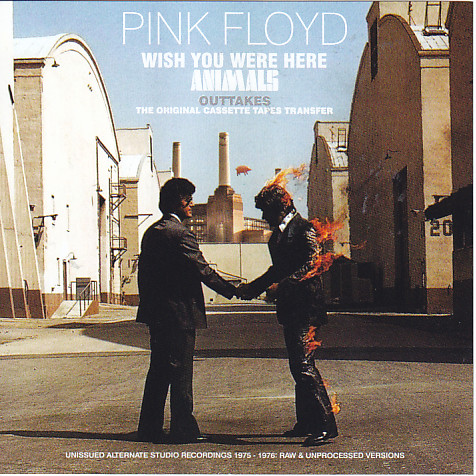 PINK FLOYD
WISH YOU WERE HERE
ANIMALS
OUTTAKES
THE ORIGINAL CASSETTE TAPES TRANSFER
20
UNISSUED ALTERNATE STUDIO RECORDINGS 1975 - 1976: RAW & UNPROCESSED VERSIONS